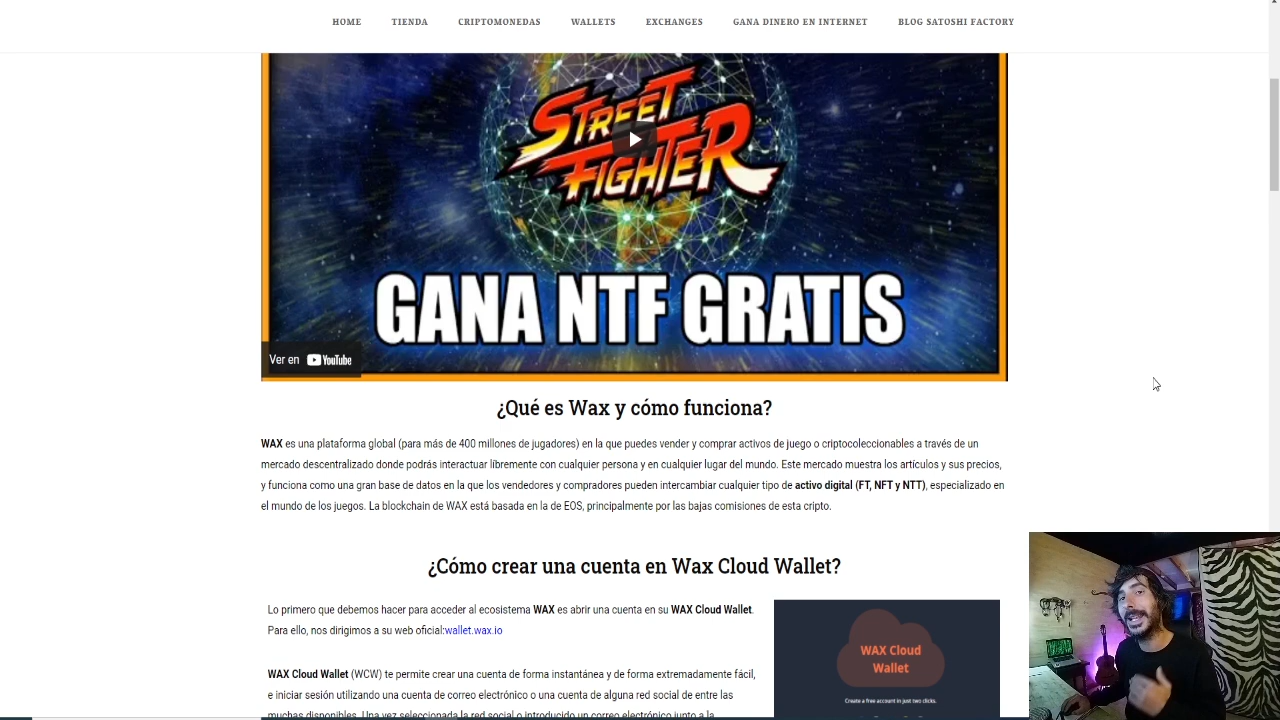 HOME TIENDA CRIPTOMONEDAS WALLETS EXCHANGES GANA DINERO EN INTERNET BLOG SATOSHI FACTORY
STREET
FIGHTER
GANA NTF GRATIS
Ver en YouTube
¿Qué es Wax y cómo funciona?
WAX es una plataforma global (para más de 400 millones de jugadores) en la que puedes vender y comprar activos de juego o criptocoleccionables a través de un
mercado descentralizado donde podrás interactuar líbremente con cualquier persona y en cualquier lugar del mundo. Este mercado muestra los artículos y sus precios,
y funciona como una gran base de datos en la que los vendedores y compradores pueden intercambiar cualquier tipo de activo digital (FT, NFT y NTT), especializado en
el mundo de los juegos. La blockchain de WAX está basada en la de EOS, principalmente por las bajas comisiones de esta cripto.
¿Cómo crear una cuenta en Wax Cloud Wallet?
Lo primero que debemos hacer para acceder al ecosistema WAX es abrir una cuenta en su WAX Cloud Wallet.
Para ello, nos dirigimos a su web oficial:wallet.wax.io
WAX Cloud Wallet (WCW) te permite crear una cuenta de forma instantánea y de forma extremadamente fácil,
e iniciar sesión utilizando una cuenta de correo electrónico o una cuenta de alguna red social de entre las
muchas disponibles. Una vez seleccionada la red social o introducido un correo electrónico junto a la
WAX Cloud
Wallet
Create a free account in just two clicks.